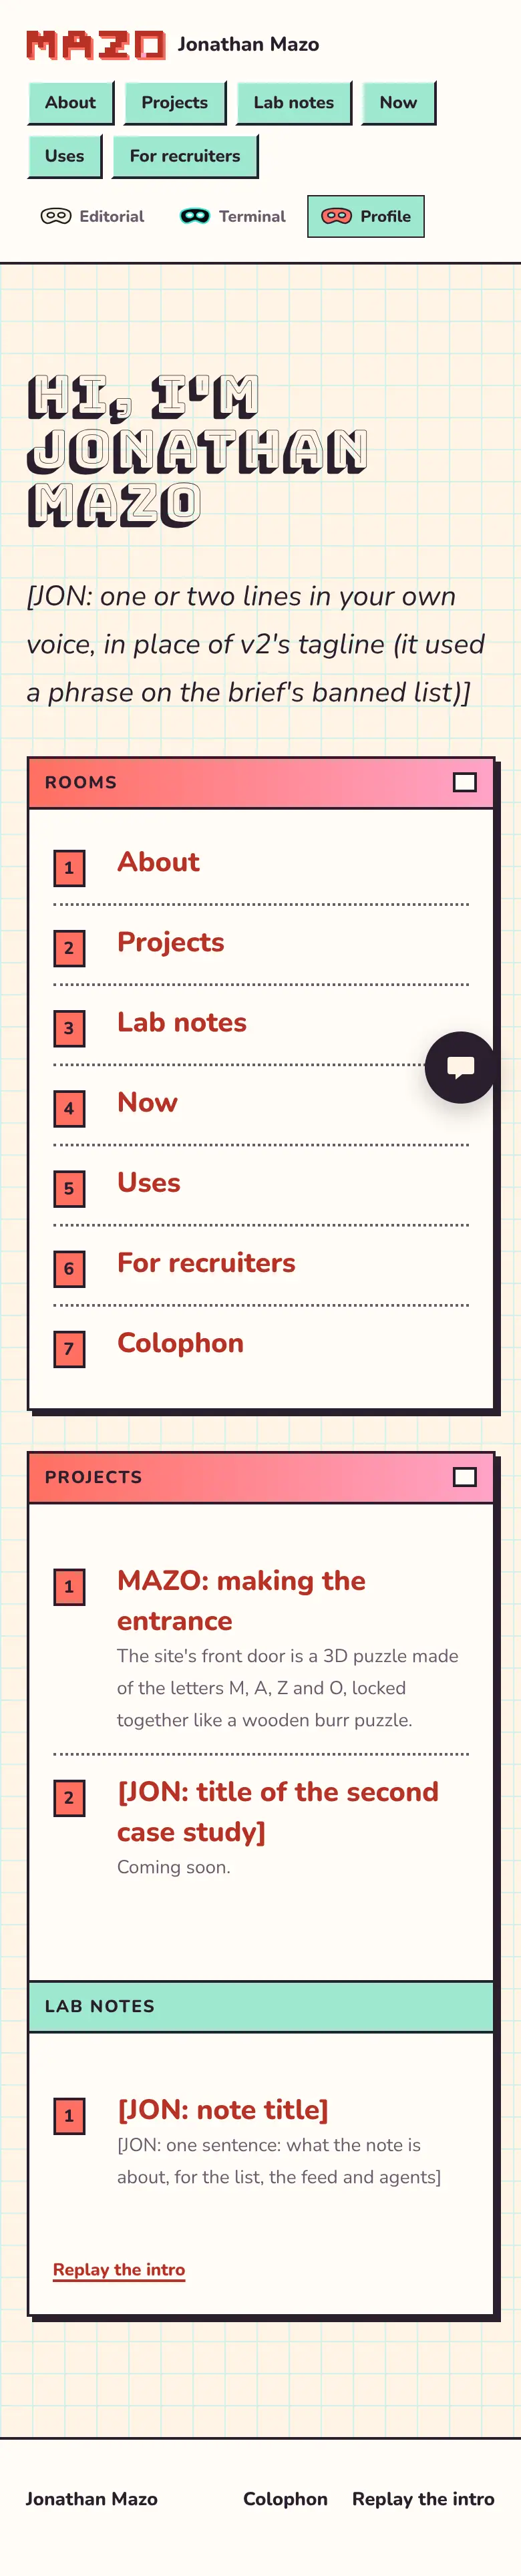 MAZO Jonathan Mazo
About Projects Lab notes Now
Uses For recruiters
Editorial Terminal Profile
HI, I'M
JONATHAN
MAZO
[JON: one or two lines in your own
voice, in place of v2's tagline (it used
a phrase on the brief's banned list)]
ROOMS
1 About
2 Projects
3 Lab notes
4 Now
5 Uses
6 For recruiters
7 Colophon
PROJECTS
1 MAZO: making the
entrance
The site's front door is a 3D puzzle made
of the letters M, A, Z and O, locked
together like a wooden burr puzzle.
2 [JON: title of the second
case study]
Coming soon.
LAB NOTES
1 [JON: note title]
[JON: one sentence: what the note is
about, for the list, the feed and agents]
Replay the intro
Jonathan Mazo Colophon Replay the intro